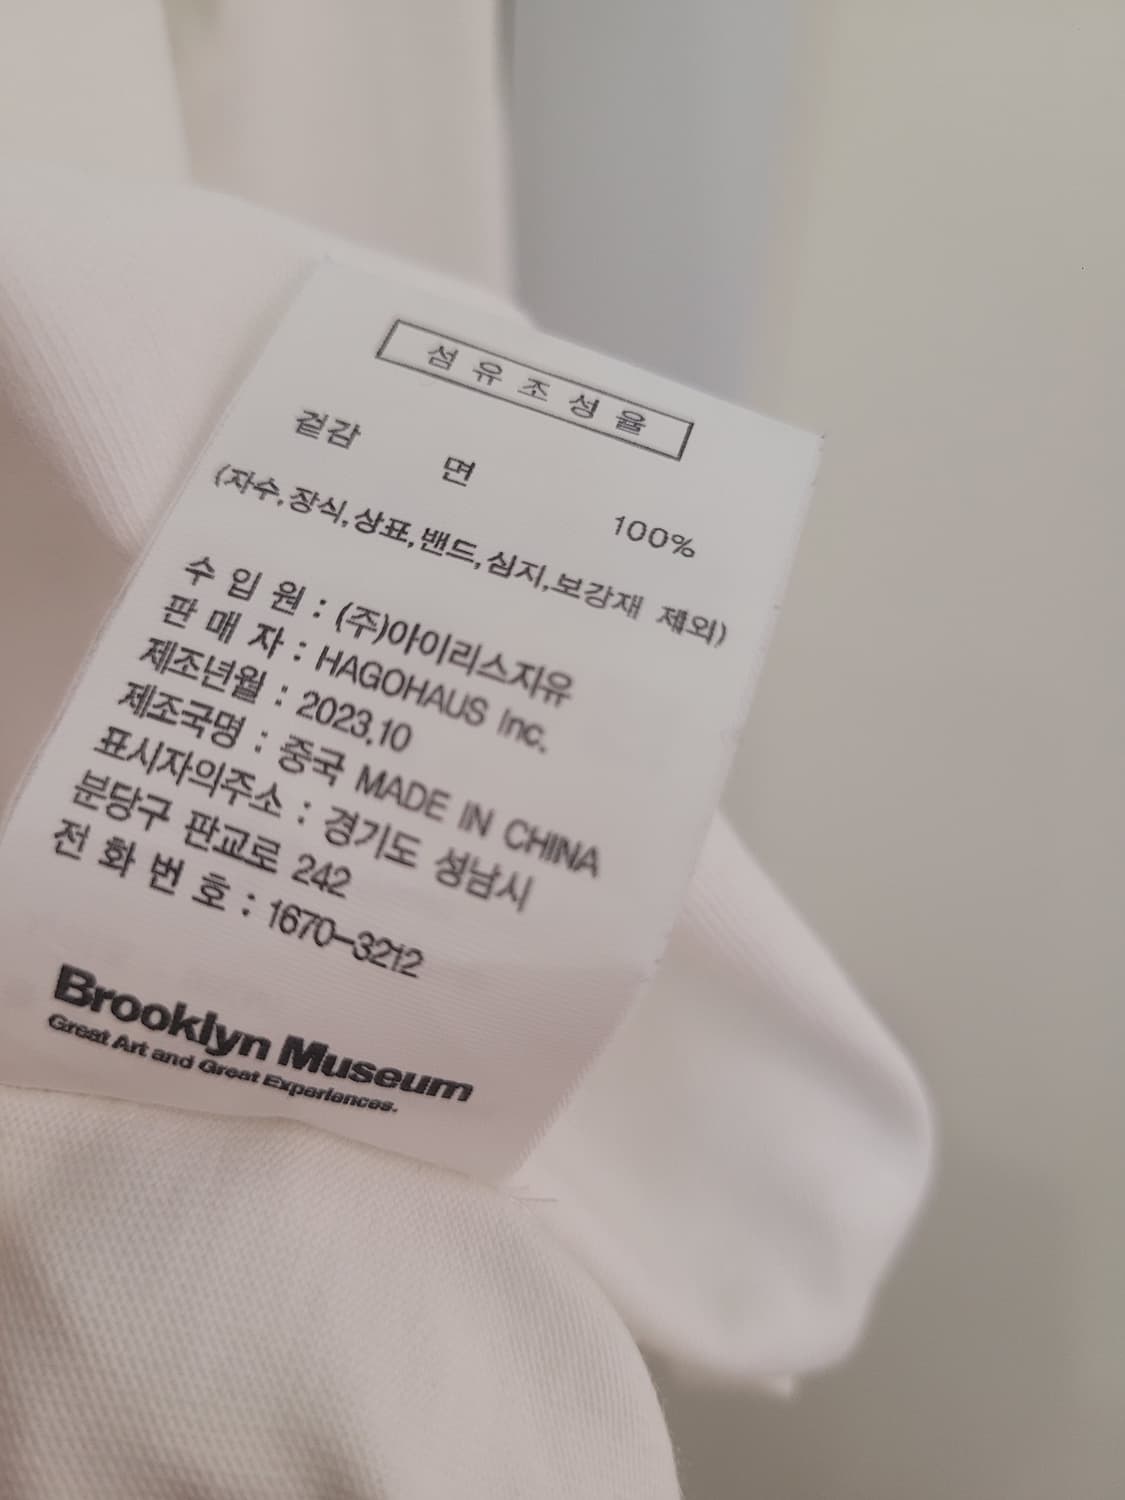 섬유조성율
겉감 면 100%
(자수,장식,상표,밴드,심지,보강재 제외)
수입원 : (주)아이리스지유
판매자 : HAGOHAUS Inc.
제조년월 : 2023.10
제조국명 : 중국 MADE IN CHINA
표시자의주소 : 경기도 성남시
분당구 판교로 242
전화번호 : 1670-3212
Brooklyn Museum
Great Art and Great Experiences.